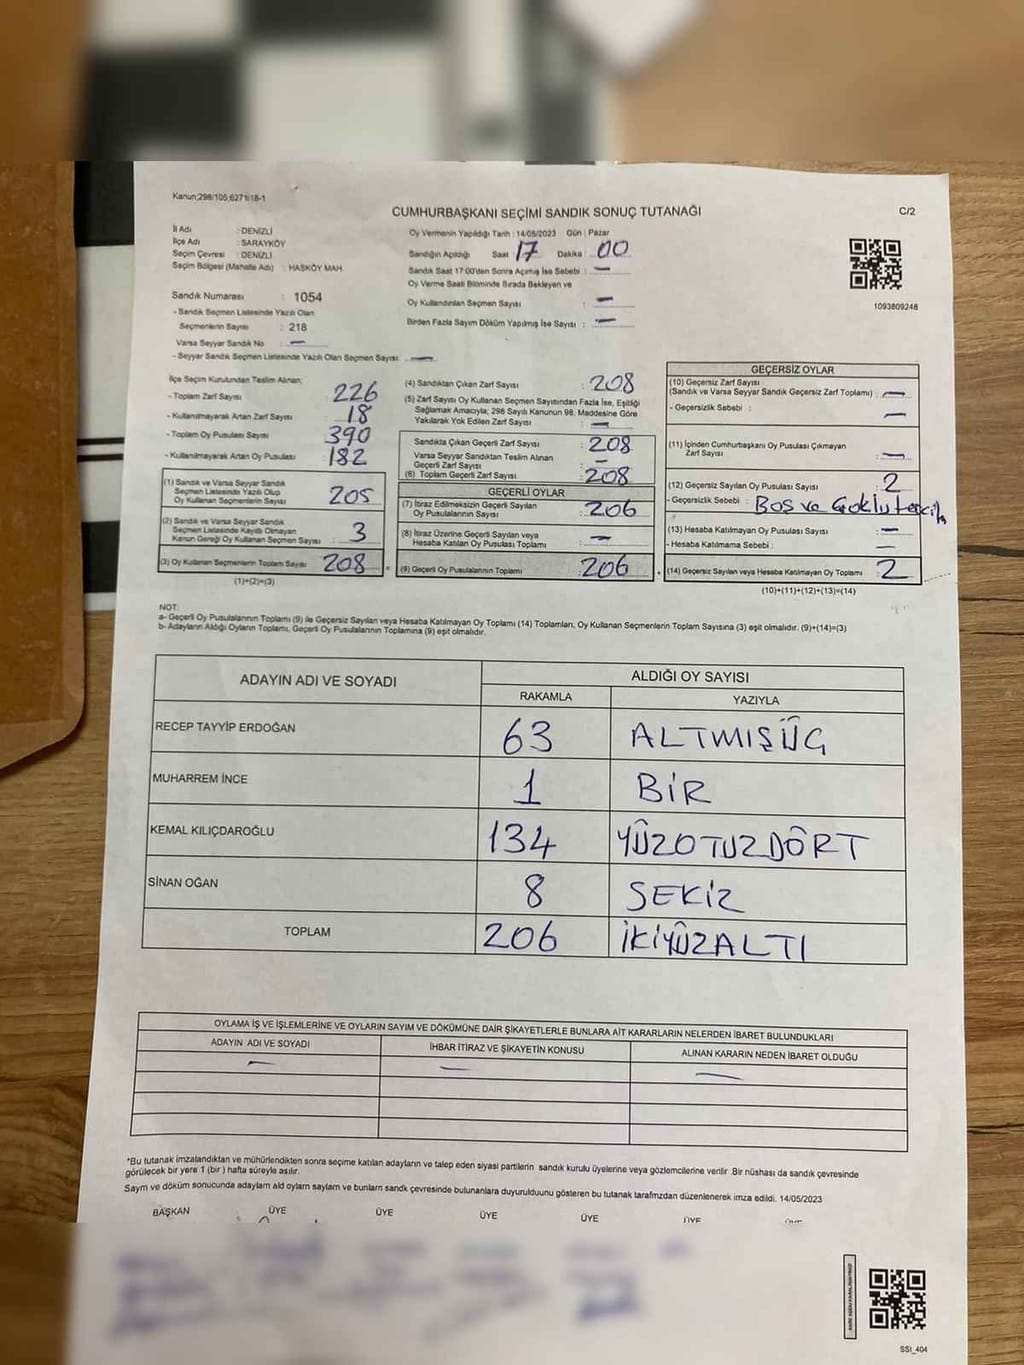 Kanun;298/105;6271/18-1
CUMHURBAŞKANI SEÇİMİ SANDIK SONUÇ TUTANAĞI
C/2
İl Adı : DENİZLİ
İlçe Adı : SARAYKÖY
Seçim Çevresi : DENİZLİ
Seçim Bölgesi (Mahalle Adı) : HASKÖY MAH.
Sandık Numarası : 1054
- Sandık Seçmen Listesinde Yazılı Olan
Seçmenlerin Sayısı : 218
Varsa Seyyar Sandık No : —
- Seyyar Sandık Seçmen Listesinde Yazılı Olan Seçmen Sayısı: —
Oy Vermenin Yapıldığı Tarih : 14/05/2023 Gün : Pazar
Sandığın Açıldığı Saat 17 Dakika : 00
Sandık Saat 17:00'den Sonra Açılmış İse Sebebi : —
Oy Verme Saati Bitiminde Sırada Bekleyen ve
Oy Kullandırılan Seçmen Sayısı : —
Birden Fazla Sayım Döküm Yapılmış İse Sayısı : —
1093809246
İlçe Seçim Kurulundan Teslim Alınan;
- Toplam Zarf Sayısı : 226
- Kullanılmayarak Artan Zarf Sayısı : 18
- Toplam Oy Pusulası Sayısı : 390
- Kullanılmayarak Artan Oy Pusulası : 182
(1) Sandık ve Varsa Seyyar Sandık
Seçmen Listesinde Yazılı Olup
Oy Kullanan Seçmenlerin Sayısı : 205
(2) Sandık ve Varsa Seyyar Sandık
Seçmen Listesinde Kayıtlı Olmayan
Kanun Gereği Oy Kullanan Seçmen Sayısı : 3
(3) Oy Kullanan Seçmenlerin Toplam Sayısı : 208
(1)+(2)=(3)
(4) Sandıktan Çıkan Zarf Sayısı : 208
(5) Zarf Sayısı Oy Kullanan Seçmen Sayısından Fazla İse, Eşitliği
Sağlamak Amacıyla; 298 Sayılı Kanunun 98. Maddesine Göre
Yakılarak Yok Edilen Zarf Sayısı : —
Sandıkta Çıkan Geçerli Zarf Sayısı : 208
Varsa Seyyar Sandıktan Teslim Alınan
Geçerli Zarf Sayısı : —
(6) Toplam Geçerli Zarf Sayısı : 208
GEÇERLİ OYLAR
(7) İtiraz Edilmeksizin Geçerli Sayılan
Oy Pusulalarının Sayısı : 206
(8) İtiraz Üzerine Geçerli Sayılan veya
Hesaba Katılan Oy Pusulası Toplamı : —
(9) Geçerli Oy Pusulalarının Toplamı : 206
GEÇERSİZ OYLAR
(10) Geçersiz Zarf Sayısı
(Sandık ve Varsa Seyyar Sandık Geçersiz Zarf Toplamı) : —
- Geçersizlik Sebebi : —
(11) İçinden Cumhurbaşkanı Oy Pusulası Çıkmayan
Zarf Sayısı : —
(12) Geçersiz Sayılan Oy Pusulası Sayısı : 2
- Geçersizlik Sebebi : Boş ve Çoklu tercih
(13) Hesaba Katılmayan Oy Pusulası Sayısı : —
- Hesaba Katılmama Sebebi : —
(14) Geçersiz Sayılan veya Hesaba Katılmayan Oy Toplamı : 2
(10)+(11)+(12)+(13)=(14)
NOT:
a- Geçerli Oy Pusulalarının Toplamı (9) ile Geçersiz Sayılan veya Hesaba Katılmayan Oy Toplamı (14) Toplamları, Oy Kullanan Seçmenlerin Toplam Sayısına (3) eşit olmalıdır. (9)+(14)=(3)
b- Adayların Aldığı Oyların Toplamı, Geçerli Oy Pusulalarının Toplamına (9) eşit olmalıdır.
ADAYIN ADI VE SOYADI ALDIĞI OY SAYISI
RAKAMLA YAZIYLA
RECEP TAYYİP ERDOĞAN 63 ALTMIŞÜÇ
MUHARREM İNCE 1 BİR
KEMAL KILIÇDAROĞLU 134 YÜZOTUZDÖRT
SİNAN OĞAN 8 SEKİZ
TOPLAM 206 İKİYÜZALTI
OYLAMA İŞ VE İŞLEMLERİNE VE OYLARIN SAYIM VE DÖKÜMÜNE DAİR ŞİKAYETLERLE BUNLARA AİT KARARLARIN NELERDEN İBARET BULUNDUKLARI
ADAYIN ADI VE SOYADI İHBAR İTİRAZ VE ŞİKAYETİN KONUSU ALINAN KARARIN NEDEN İBARET OLDUĞU
— — —
*Bu tutanak imzalandıktan ve mühürlendikten sonra seçime katılan adayların ve talep eden siyasi partilerin sandık kurulu üyelerine veya gözlemcilerine verilir .Bir nüshası da sandık çevresinde
görülecek bir yere 1 (bir ) hafta süreyle asılır.
Saym ve döküm sonucunda adaylarn ald oylarn saylarn ve bunlarn sandk çevresinde bulunanlara duyurulduunu gösteren bu tutanak tarafmzdan düzenlenerek imza edildi. 14/05/2023
BAŞKAN ÜYE ÜYE ÜYE ÜYE ÜYE ÜYE
SSİ_404